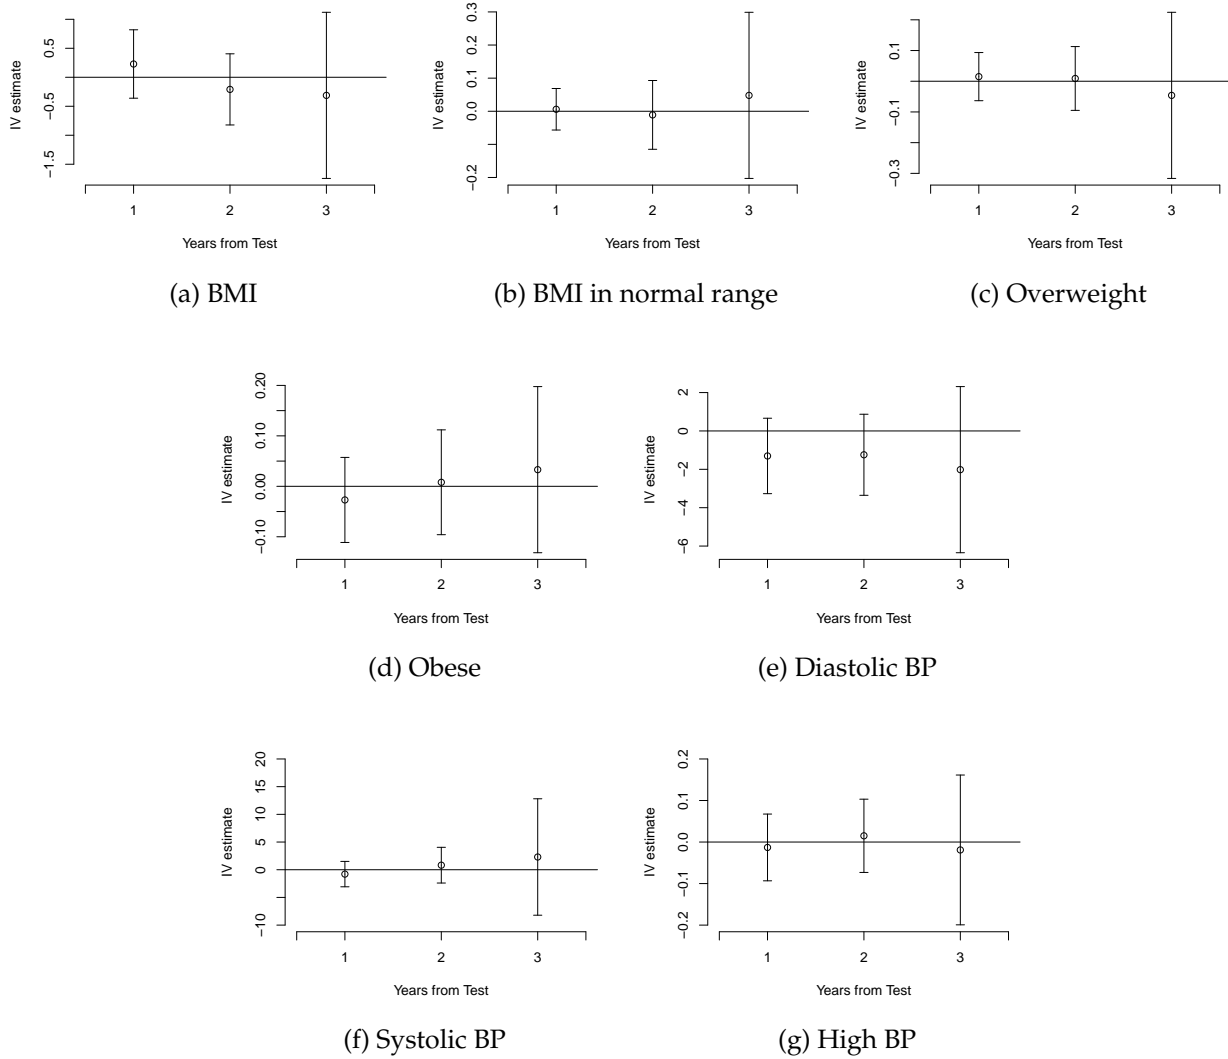 IV estimate
0.5
−0.5
−1.5
1 2 3
Years from Test
(a) BMI
IV estimate
0.3
0.1
0.0
−0.2
1 2 3
Years from Test
(b) BMI in normal range
IV estimate
0.1
−0.1
−0.3
1 2 3
Years from Test
(c) Overweight
IV estimate
0.20
0.10
0.00
−0.10
1 2 3
Years from Test
(d) Obese
IV estimate
2
0
−2
−4
−6
1 2 3
Years from Test
(e) Diastolic BP
IV estimate
20
15
10
5
0
−10
1 2 3
Years from Test
(f) Systolic BP
IV estimate
0.2
0.1
0.0
−0.1
−0.2
1 2 3
Years from Test
(g) High BP